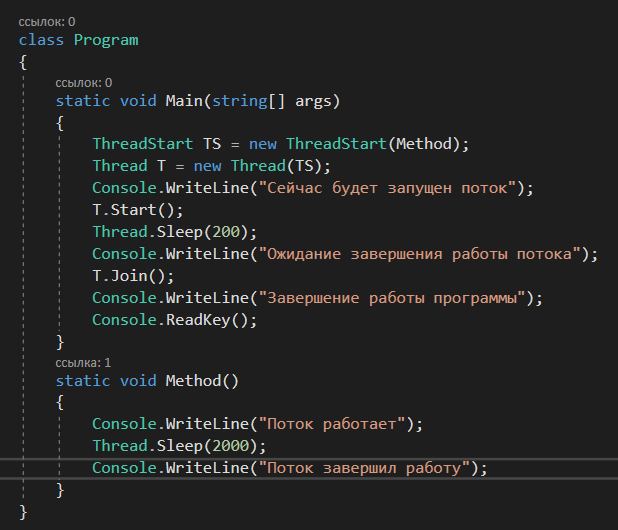 ссылок: 0
class Program
{
ссылок: 0
static void Main(string[] args)
{
ThreadStart TS = new ThreadStart(Method);
Thread T = new Thread(TS);
Console.WriteLine("Сейчас будет запущен поток");
T.Start();
Thread.Sleep(200);
Console.WriteLine("Ожидание завершения работы потока");
T.Join();
Console.WriteLine("Завершение работы программы");
Console.ReadKey();
}
ссылка: 1
static void Method()
{
Console.WriteLine("Поток работает");
Thread.Sleep(2000);
Console.WriteLine("Поток завершил работу");
}
}